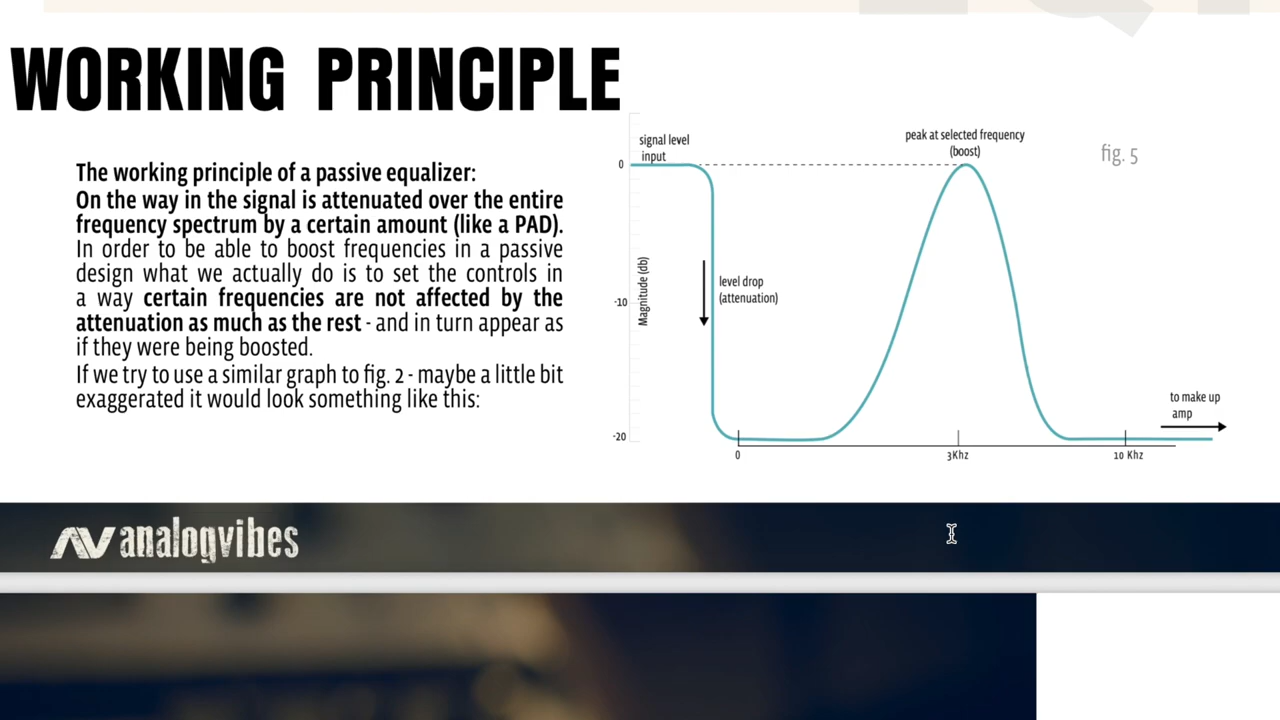 WORKING PRINCIPLE
The working principle of a passive equalizer:
On the way in the signal is attenuated over the entire
frequency spectrum by a certain amount (like a PAD).
In order to be able to boost frequencies in a passive
design what we actually do is to set the controls in
a way certain frequencies are not affected by the
attenuation as much as the rest - and in turn appear as
if they were being boosted.
If we try to use a similar graph to fig. 2 - maybe a little bit
exaggerated it would look something like this:
signal level
input
peak at selected frequency
(boost)
fig. 5
0
level drop
(attenuation)
Magnitude (db)
-10
to make up
amp
-20
0
3Khz
10 Khz
analogvibes